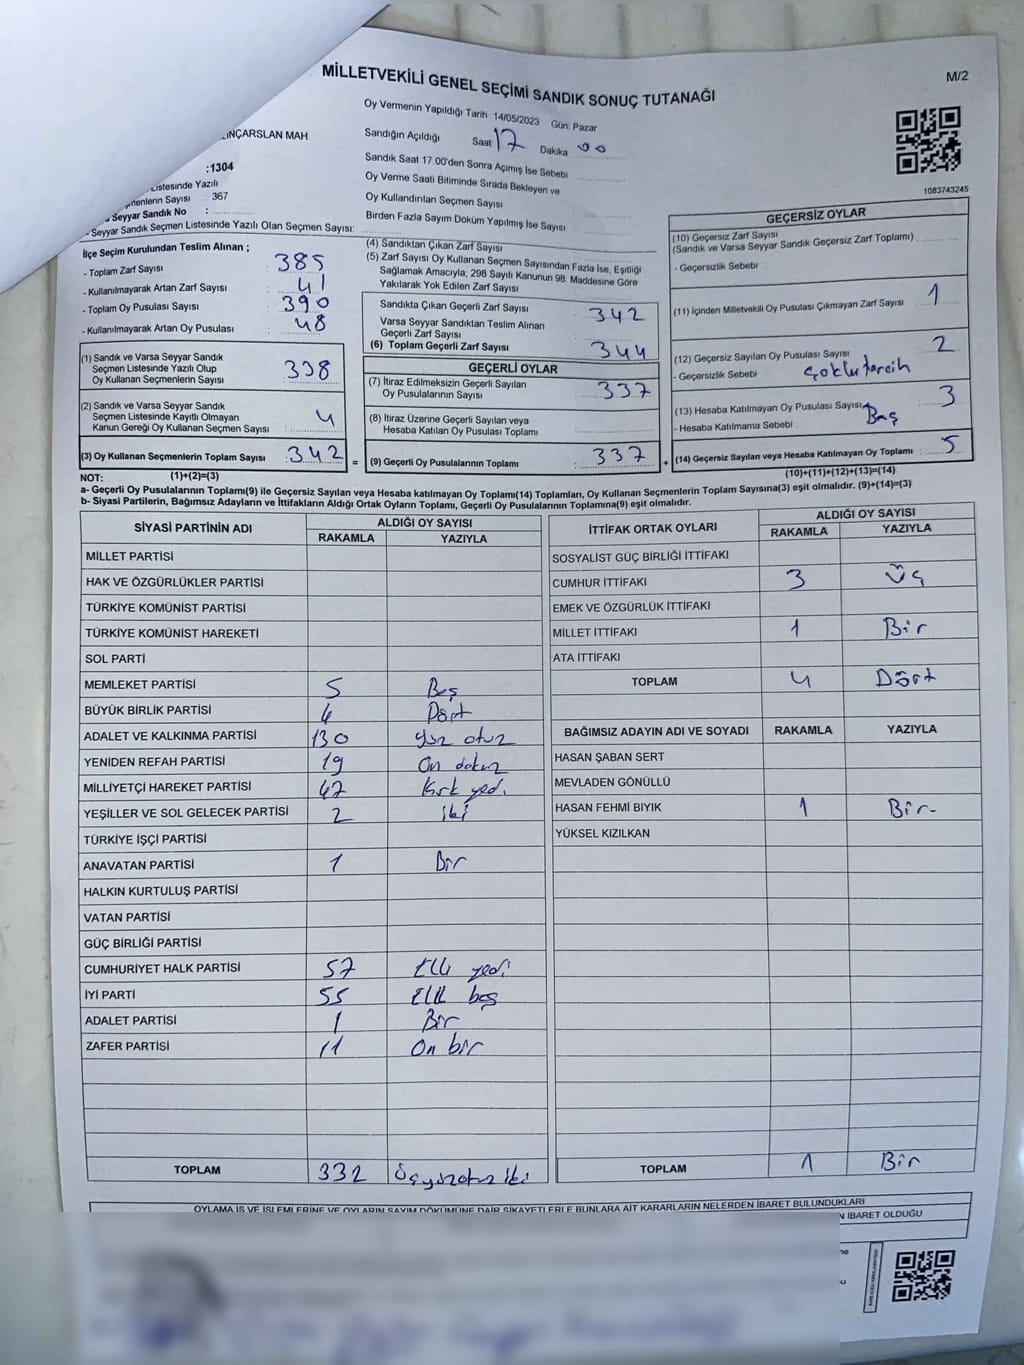 MİLLETVEKİLİ GENEL SEÇİMİ SANDIK SONUÇ TUTANAĞI
M/2
Oy Vermenin Yapıldığı Tarih 14/05/2023 Gün: Pazar
Sandığın Açıldığı Saat 17 Dakika 00
Sandık Saat 17.00'den Sonra Açımış İse Sebebi
Oy Verme Saati Bitiminde Sırada Bekleyen ve
Oy Kullandırılan Seçmen Sayısı
Birden Fazla Sayım Döküm Yapılmış İse Sayısı :
MAH
:1304
Listesinde Yazılı
: 367
Seyyar Sandık No :
- Seyyar Sandık Seçmen Listesinde Yazılı Olan Seçmen Sayısı:
1083743245
İlçe Seçim Kurulundan Teslim Alınan ;
- Toplam Zarf Sayısı : 385
- Kullanılmayarak Artan Zarf Sayısı : 41
- Toplam Oy Pusulası Sayısı : 390
- Kullanılmayarak Artan Oy Pusulası : 48
(1) Sandık ve Varsa Seyyar Sandık
Seçmen Listesinde Yazılı Olup
Oy Kullanan Seçmenlerin Sayısı : 338
(2) Sandık ve Varsa Seyyar Sandık
Seçmen Listesinde Kayıtlı Olmayan
Kanun Gereği Oy Kullanan Seçmen Sayısı : 4
(3) Oy Kullanan Seçmenlerin Toplam Sayısı : 342
(1)+(2)=(3)
(4) Sandıktan Çıkan Zarf Sayısı
(5) Zarf Sayısı Oy Kullanan Seçmen Sayısından Fazla İse, Eşitliği
Sağlamak Amacıyla, 298 Sayılı Kanunun 98. Maddesine Göre
Yakılarak Yok Edilen Zarf Sayısı
Sandıkta Çıkan Geçerli Zarf Sayısı : 342
Varsa Seyyar Sandıktan Teslim Alınan
Geçerli Zarf Sayısı :
(6) Toplam Geçerli Zarf Sayısı : 344
GEÇERLİ OYLAR
(7) İtiraz Edilmeksizin Geçerli Sayılan
Oy Pusulalarının Sayısı : 337
(8) İtiraz Üzerine Geçerli Sayılan veya
Hesaba Katılan Oy Pusulası Toplamı :
= (9) Geçerli Oy Pusulalarının Toplamı : 337 +
GEÇERSİZ OYLAR
(10) Geçersiz Zarf Sayısı
(Sandık ve Varsa Seyyar Sandık Geçersiz Zarf Toplamı)
- Geçersizlik Sebebi :
(11) İçinden Milletvekili Oy Pusulası Çıkmayan Zarf Sayısı : 1
(12) Geçersiz Sayılan Oy Pusulası Sayısı : 2
- Geçersizlik Sebebi : çoklu tercih
(13) Hesaba Katılmayan Oy Pusulası Sayısı : 3
- Hesaba Katılmama Sebebi : Baş
(14) Geçersiz Sayılan veya Hesaba Katılmayan Oy Toplamı : 5
(10)+(11)+(12)+(13)=(14)
NOT:
a- Geçerli Oy Pusulalarının Toplamı(9) ile Geçersiz Sayılan veya Hesaba katılmayan Oy Toplamı(14) Toplamları, Oy Kullanan Seçmenlerin Toplam Sayısına(3) eşit olmalıdır. (9)+(14)=(3)
b- Siyasi Partilerin, Bağımsız Adayların ve İttifakların Aldığı Ortak Oyların Toplamı, Geçerli Oy Pusulalarının Toplamına(9) eşit olmalıdır.
SİYASİ PARTİNİN ADI
ALDIĞI OY SAYISI
RAKAMLA YAZIYLA
MİLLET PARTİSİ
HAK VE ÖZGÜRLÜKLER PARTİSİ
TÜRKİYE KOMÜNİST PARTİSİ
TÜRKİYE KOMÜNİST HAREKETİ
SOL PARTİ
MEMLEKET PARTİSİ 5 Beş
BÜYÜK BİRLİK PARTİSİ 4 Dört
ADALET VE KALKINMA PARTİSİ 130 yüz otuz
YENİDEN REFAH PARTİSİ 19 On dokuz
MİLLİYETÇİ HAREKET PARTİSİ 47 Kırk yedi
YEŞİLLER VE SOL GELECEK PARTİSİ 2 iki
TÜRKİYE İŞÇİ PARTİSİ
ANAVATAN PARTİSİ 1 Bir
HALKIN KURTULUŞ PARTİSİ
VATAN PARTİSİ
GÜÇ BİRLİĞİ PARTİSİ
CUMHURİYET HALK PARTİSİ 57 Elli yedi
İYİ PARTİ 55 Elli beş
ADALET PARTİSİ 1 Bir
ZAFER PARTİSİ 11 On bir
TOPLAM 332 Üçyüzotuz iki
İTTİFAK ORTAK OYLARI
ALDIĞI OY SAYISI
RAKAMLA YAZIYLA
SOSYALİST GÜÇ BİRLİĞİ İTTİFAKI
CUMHUR İTTİFAKI 3 Üç
EMEK VE ÖZGÜRLÜK İTTİFAKI
MİLLET İTTİFAKI 1 Bir
ATA İTTİFAKI
TOPLAM 4 Dört
BAĞIMSIZ ADAYIN ADI VE SOYADI RAKAMLA YAZIYLA
HASAN ŞABAN SERT
MEVLADEN GÖNÜLLÜ
HASAN FEHMİ BIYIK 1 Bir
YÜKSEL KIZILKAN
TOPLAM 1 Bir
OYLAMA İŞ VE İŞLEMLERİNE VE OYLARIN SAYIM DÖKÜMÜNE DAİR ŞİKAYETLERLE BUNLARA AİT KARARLARIN NELERDEN İBARET BULUNDUKLARI
İBARET OLDUĞU